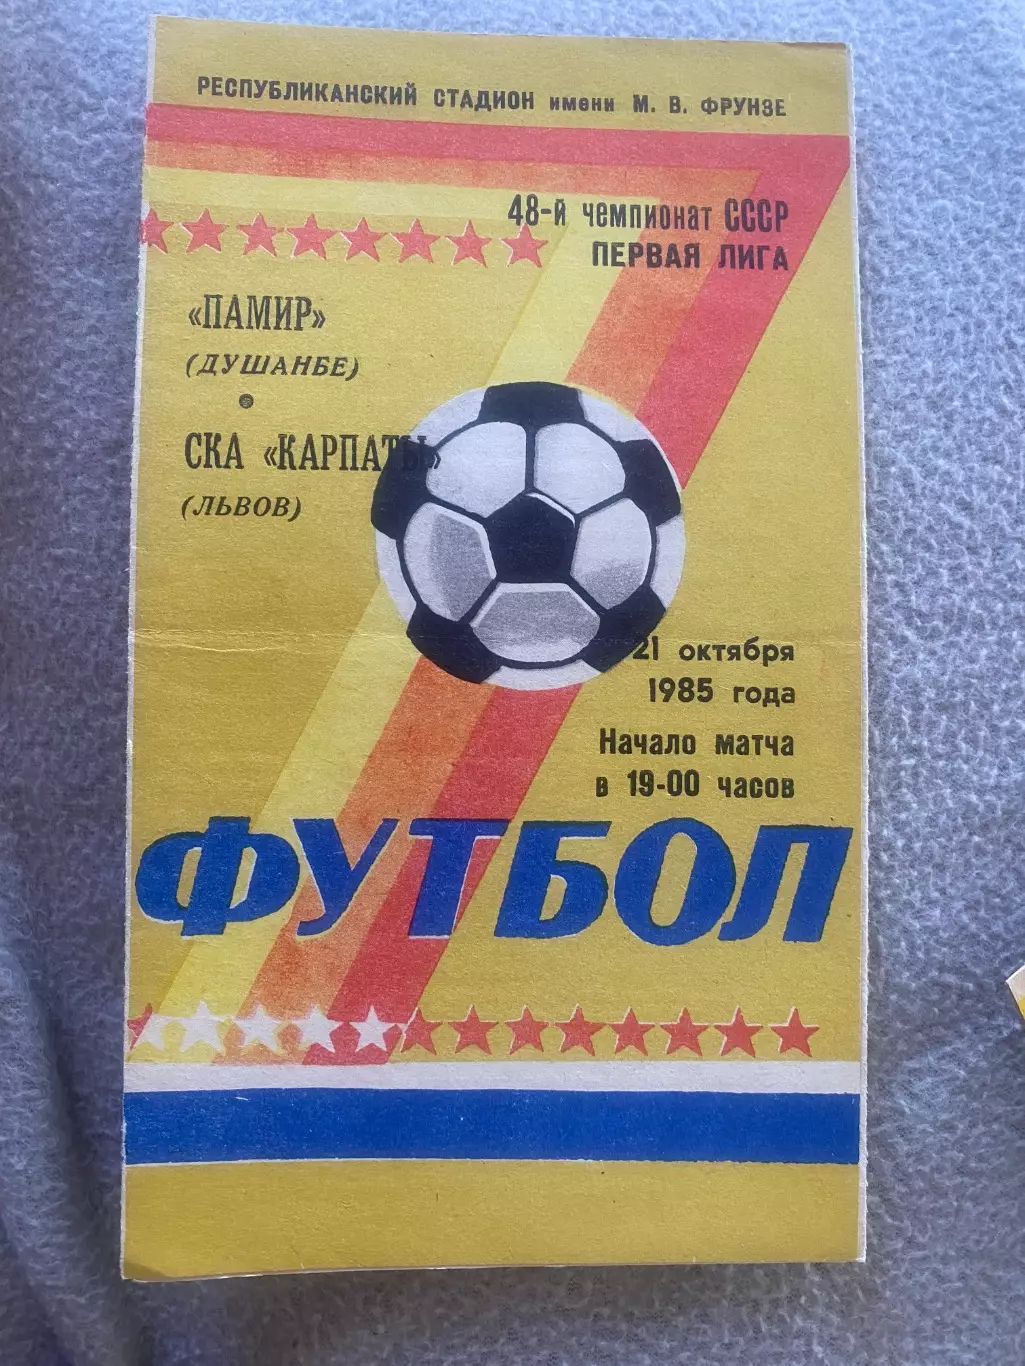 РЕСПУБЛИКАНСКИЙ СТАДИОН имени М. В. ФРУНЗЕ
48-й чемпионат СССР
ПЕРВАЯ ЛИГА
«ПАМИР»
(ДУШАНБЕ)
•
СКА «КАРПАТЫ»
(ЛЬВОВ)
21 октября
1985 года
Начало матча
в 19-00 часов
ФУТБОЛ